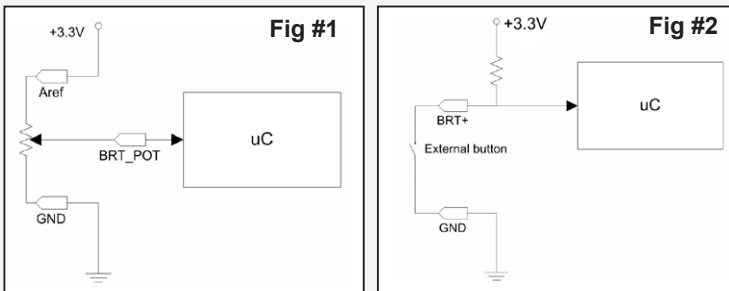 Fig #1
+3.3V
Aref
uC
BRT_POT
GND
Fig #2
+3.3V
uC
BRT+
External button
GND